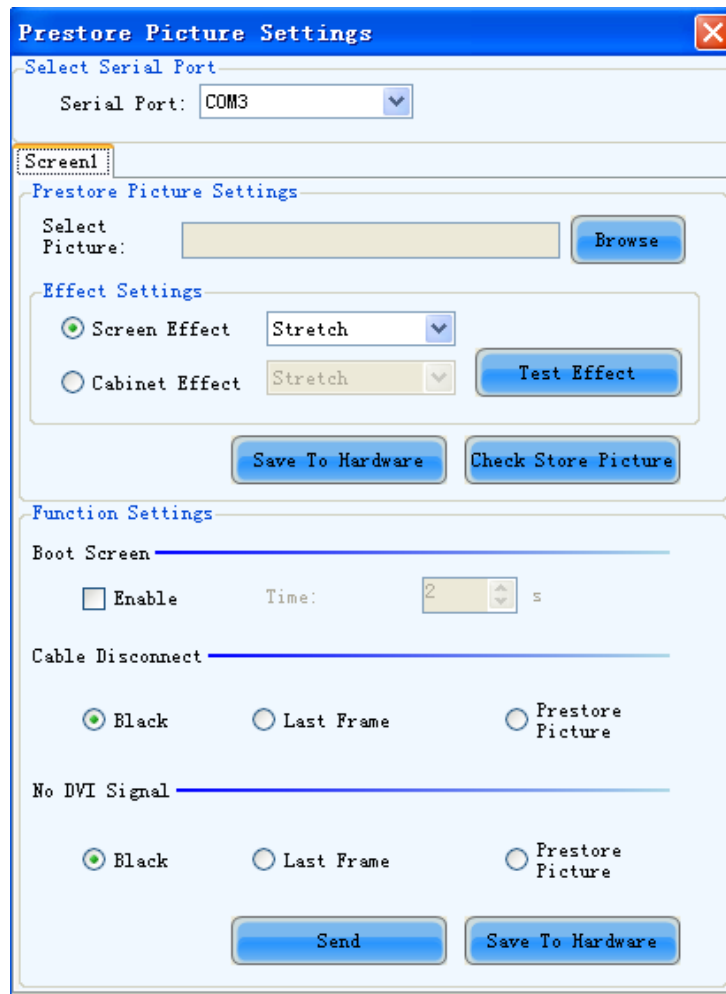 Prestore Picture Settings
Select Serial Port
Serial Port: COM3
Screen1
Prestore Picture Settings
Select
Picture:
Browse
Effect Settings
Screen Effect Stretch
Cabinet Effect Stretch
Test Effect
Save To Hardware Check Store Picture
Function Settings
Boot Screen
Enable Time: 2 s
Cable Disconnect
Black Last Frame Prestore
Picture
No DVI Signal
Black Last Frame Prestore
Picture
Send Save To Hardware